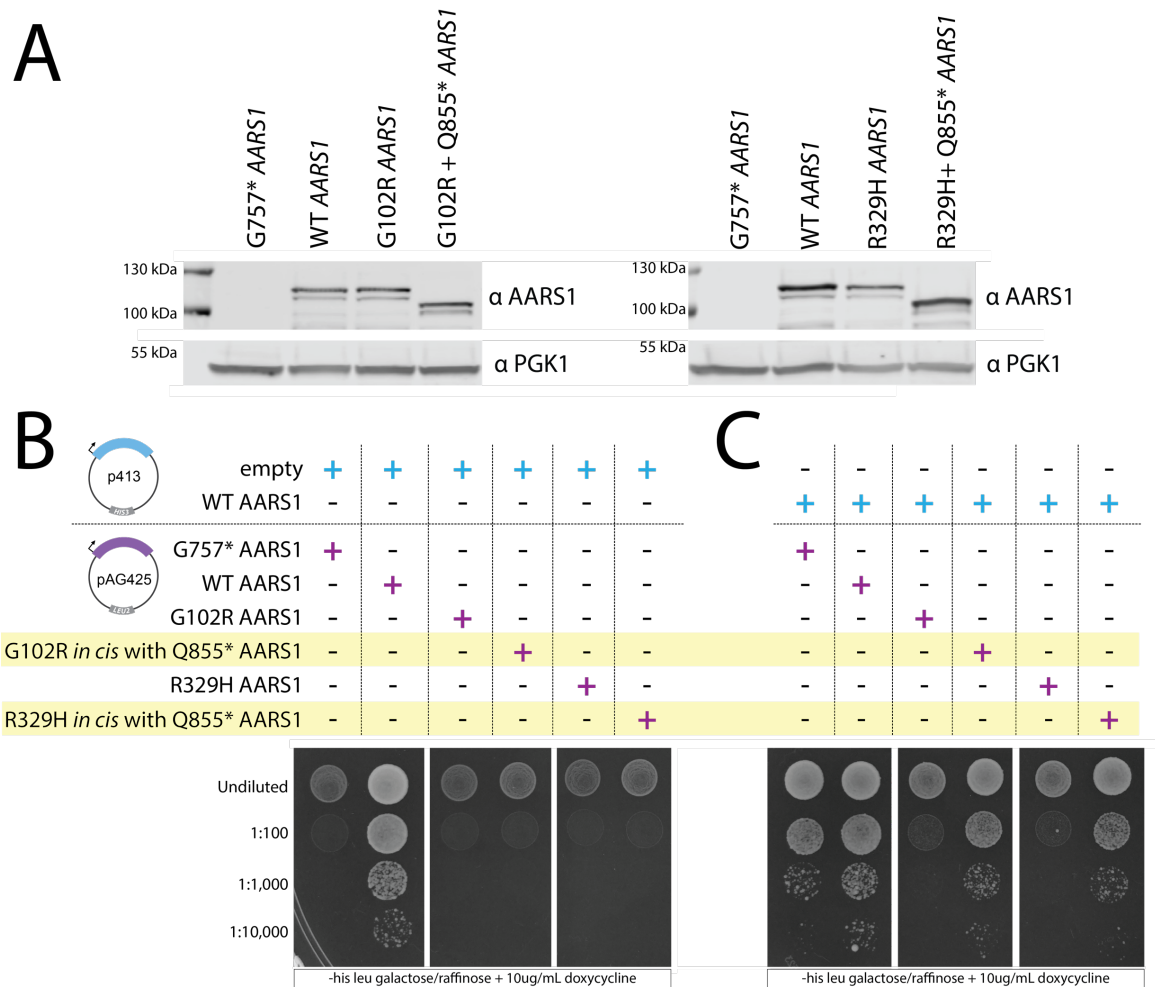 A
G757* AARS1
WT AARS1
G102R AARS1
G102R + Q855* AARS1
G757* AARS1
WT AARS1
R329H AARS1
R329H+ Q855* AARS1
130 kDa
100 kDa
α AARS1
55 kDa
α PGK1
130 kDa
100 kDa
α AARS1
55 kDa
α PGK1
B
C
p413
HIS3
empty + + + + + + - - - - - -
WT AARS1 - - - - - - + + + + + +
pAG425
LEU2
G757* AARS1 + - - - - - + - - - - -
WT AARS1 - + - - - - - + - - - -
G102R AARS1 - - + - - - - - + - - -
G102R in cis with Q855* AARS1 - - - + - - - - - + - -
R329H AARS1 - - - - + - - - - - + -
R329H in cis with Q855* AARS1 - - - - - + - - - - - +
Undiluted
1:100
1:1,000
1:10,000
-his leu galactose/raffinose + 10ug/mL doxycycline
-his leu galactose/raffinose + 10ug/mL doxycycline